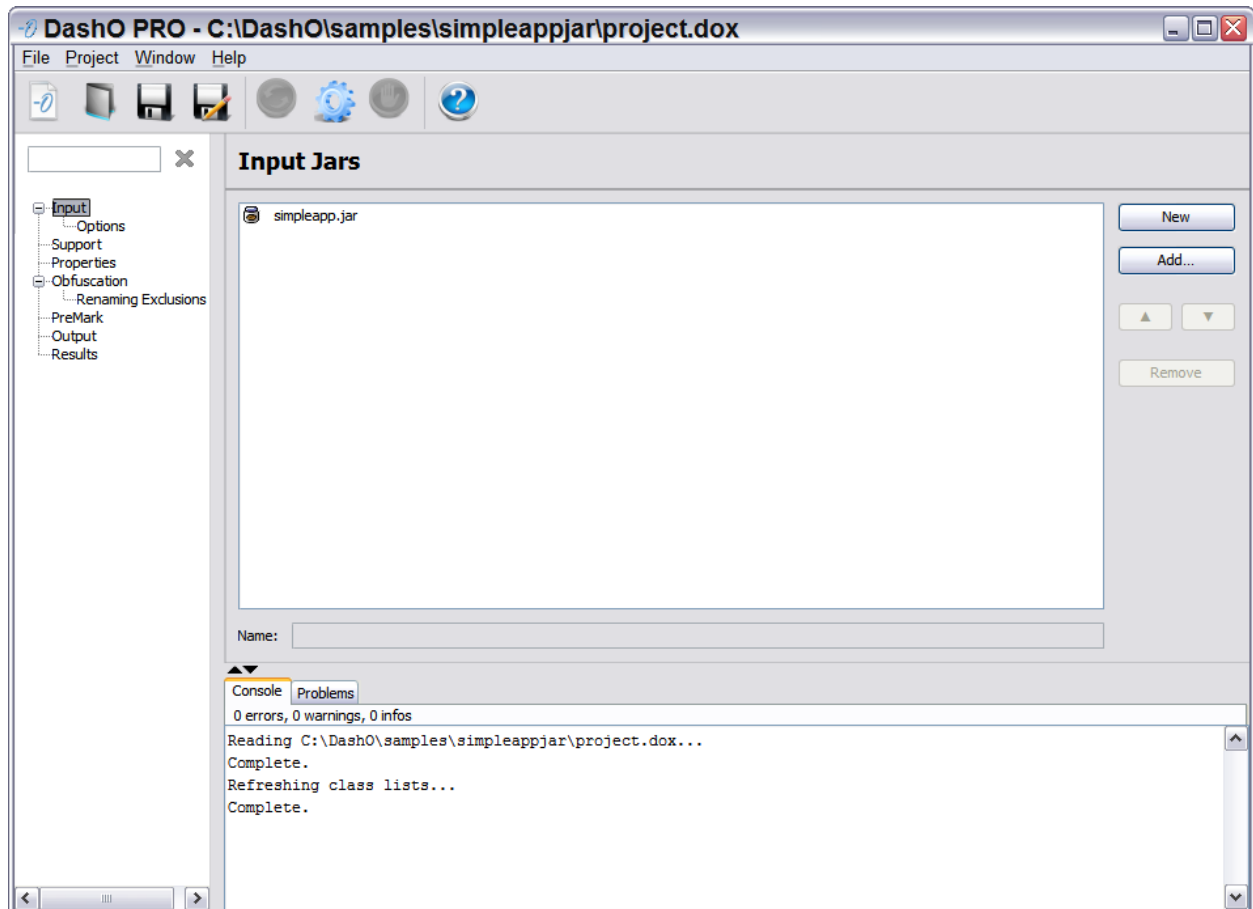 DashO PRO - C:\DashO\samples\simpleappjar\project.dox
File Project Window Help
Input Jars
Input
Options
Support
Properties
Obfuscation
Renaming Exclusions
PreMark
Output
Results
simpleapp.jar
New
Add...
Remove
Name:
Console Problems
0 errors, 0 warnings, 0 infos
Reading C:\DashO\samples\simpleappjar\project.dox...
Complete.
Refreshing class lists...
Complete.